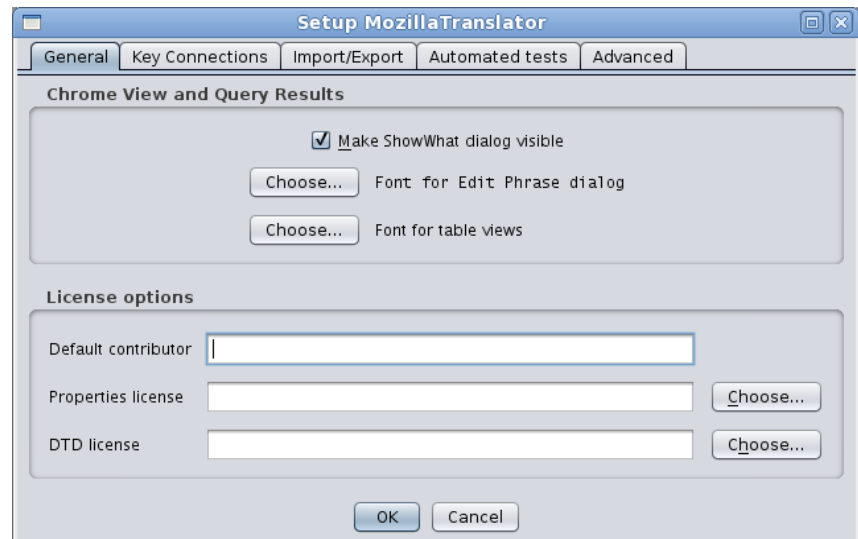 Setup MozillaTranslator
General Key Connections Import/Export Automated tests Advanced
Chrome View and Query Results
Make ShowWhat dialog visible
Choose... Font for Edit Phrase dialog
Choose... Font for table views
License options
Default contributor
Properties license Choose...
DTD license Choose...
OK Cancel